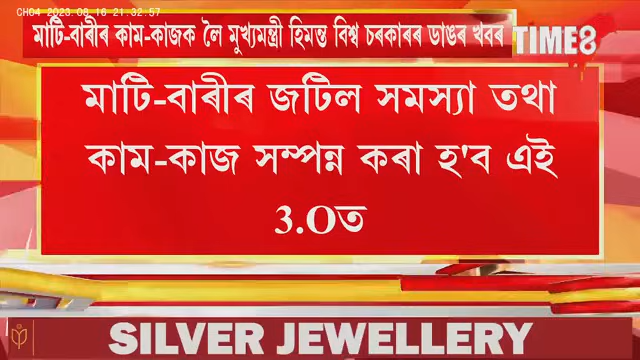 CH04 2023.08.16 21:32:57
মাটি-বাৰীৰ কাম-কাজক লৈ মুখ্যমন্ত্ৰী হিমন্ত বিশ্ব চৰকাৰৰ ডাঙৰ খবৰ
TIME8
মাটি-বাৰীৰ জটিল সমস্যা তথা
কাম-কাজ সম্পন্ন কৰা হ'ব এই
3.0ত
SILVER JEWELLERY